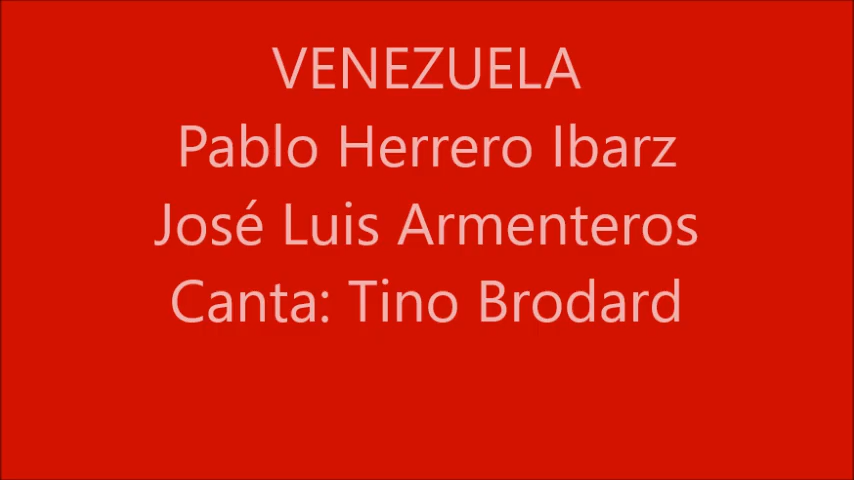 VENEZUELA
Pablo Herrero Ibarz
José Luis Armenteros
Canta: Tino Brodard